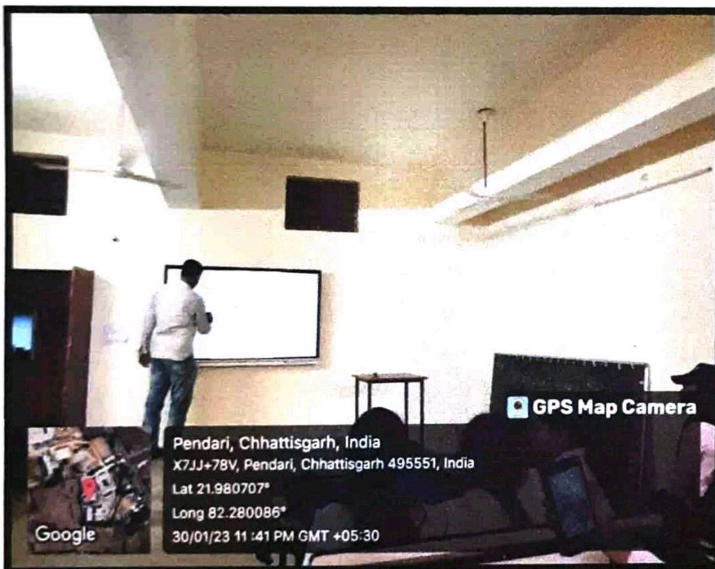 GPS Map Camera
Pendari, Chhattisgarh, India
X7JJ+78V, Pendari, Chhattisgarh 495551, India
Lat 21.980707°
Long 82.280086°
30/01/23 11:41 PM GMT +05:30
Google